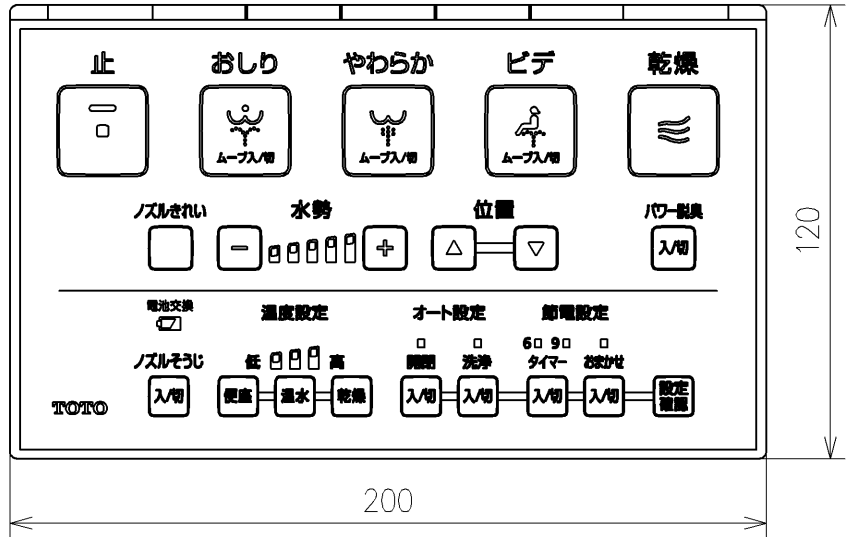 止 おしり やわらか ビデ 乾燥
ムーブ入/切 ムーブ入/切 ムーブ入/切
ノズルきれい 水勢 位置 パワー脱臭
− + △ ▽ 入/切
電池交換 温度設定 オート設定 節電設定
6 9
ノズルそうじ 低 高 開閉 洗浄 タイマー おまかせ
入/切 便座 温水 乾燥 入/切 入/切 入/切 入/切 設定
確認
TOTO
120
200